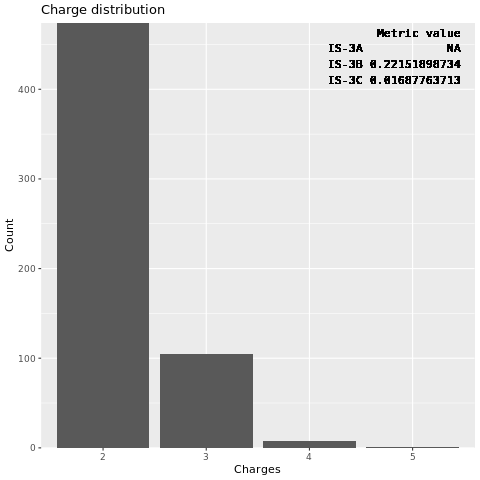 Charge distribution
Metric value
IS-3A NA
IS-3B 0.22151898734
IS-3C 0.01687763713
400
300
200
100
0
Count
2 3 4 5
Charges